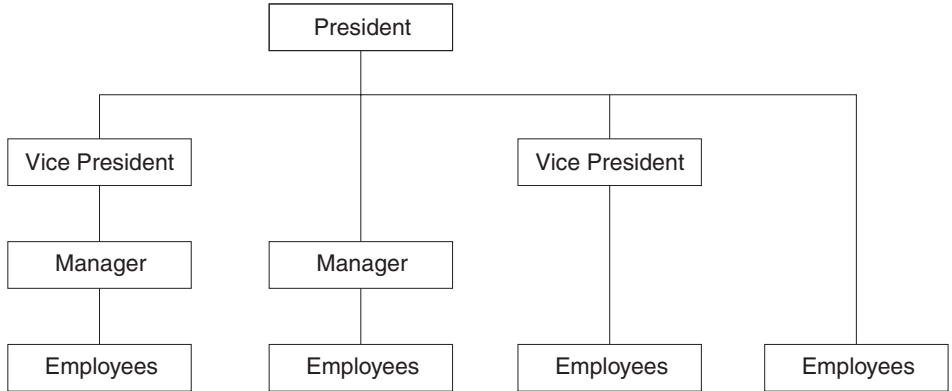 President
Vice President
Vice President
Manager
Manager
Employees
Employees
Employees
Employees